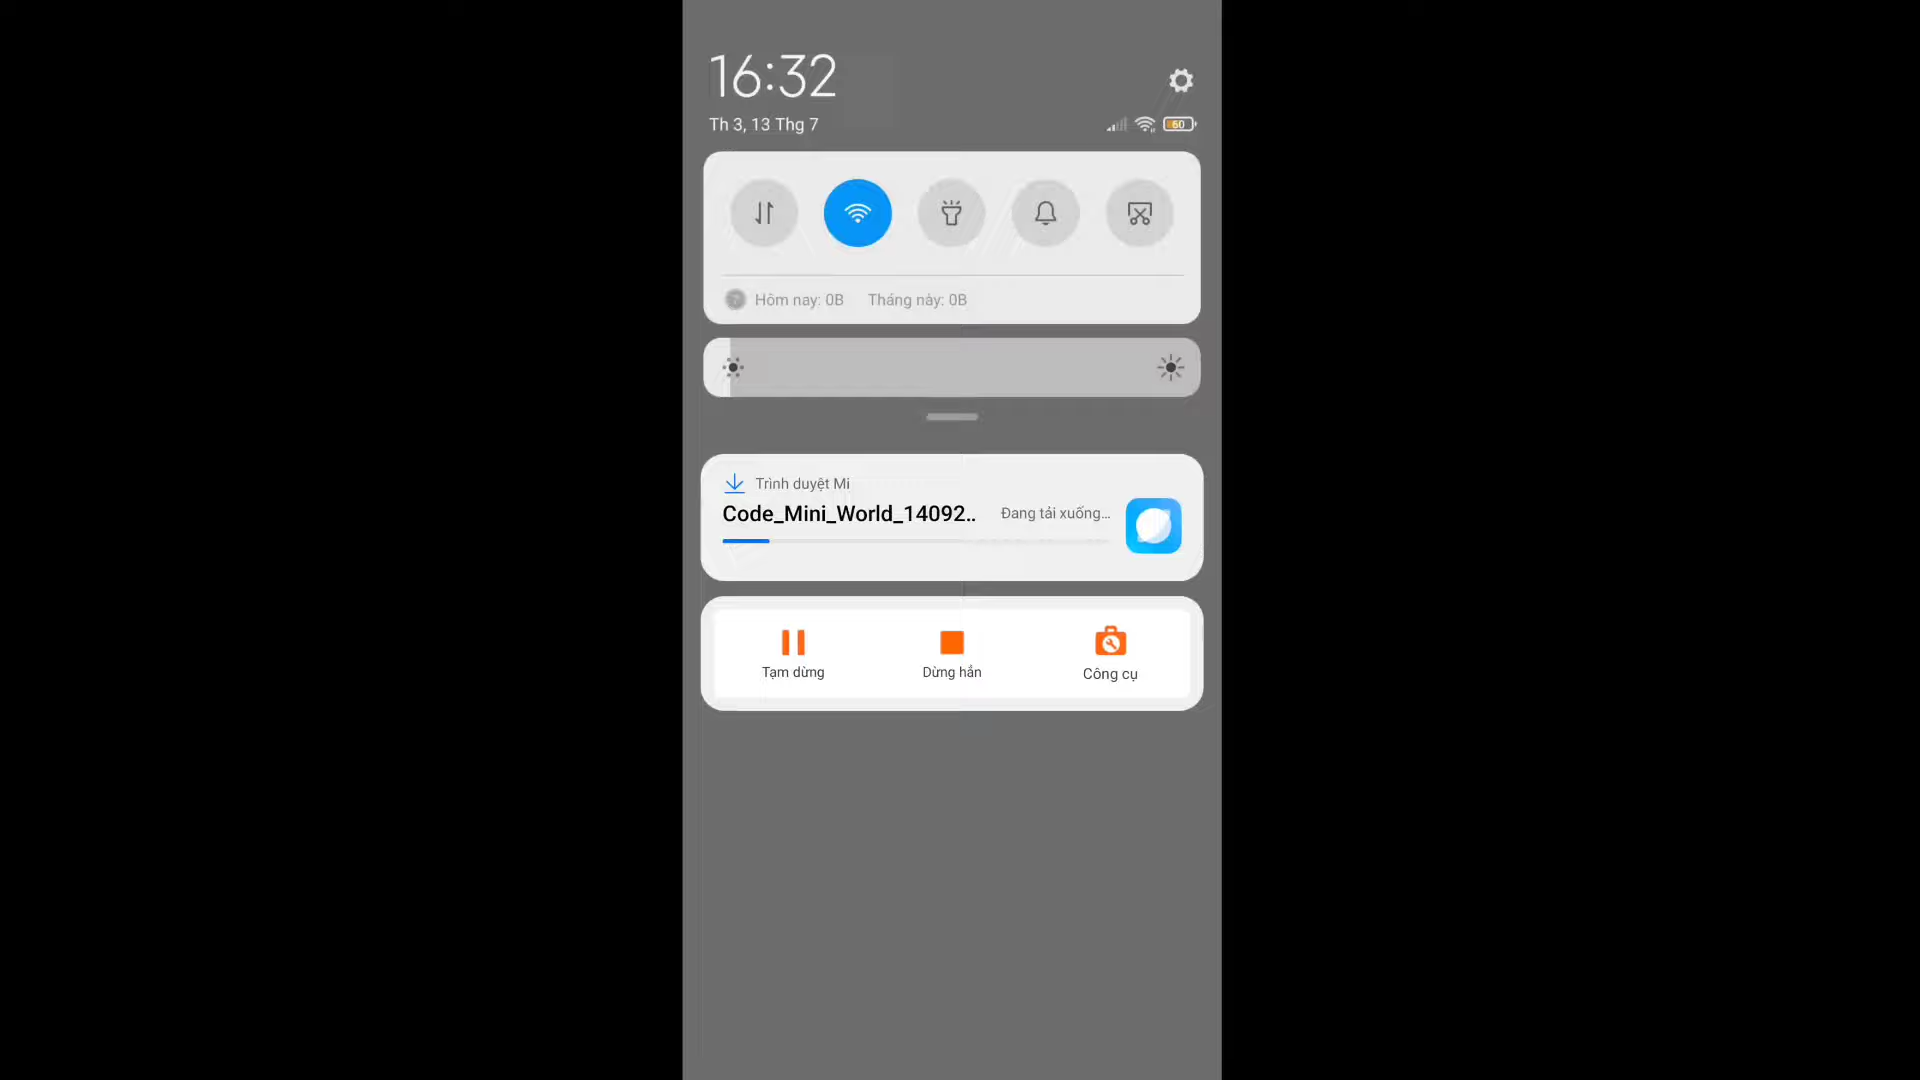 16:32
Th 3, 13 Thg 7
60
Hôm nay: 0B Tháng này: 0B
Trình duyệt Mi
Code_Mini_World_14092.. Đang tải xuống...
Tạm dừng Dừng hẳn Công cụ